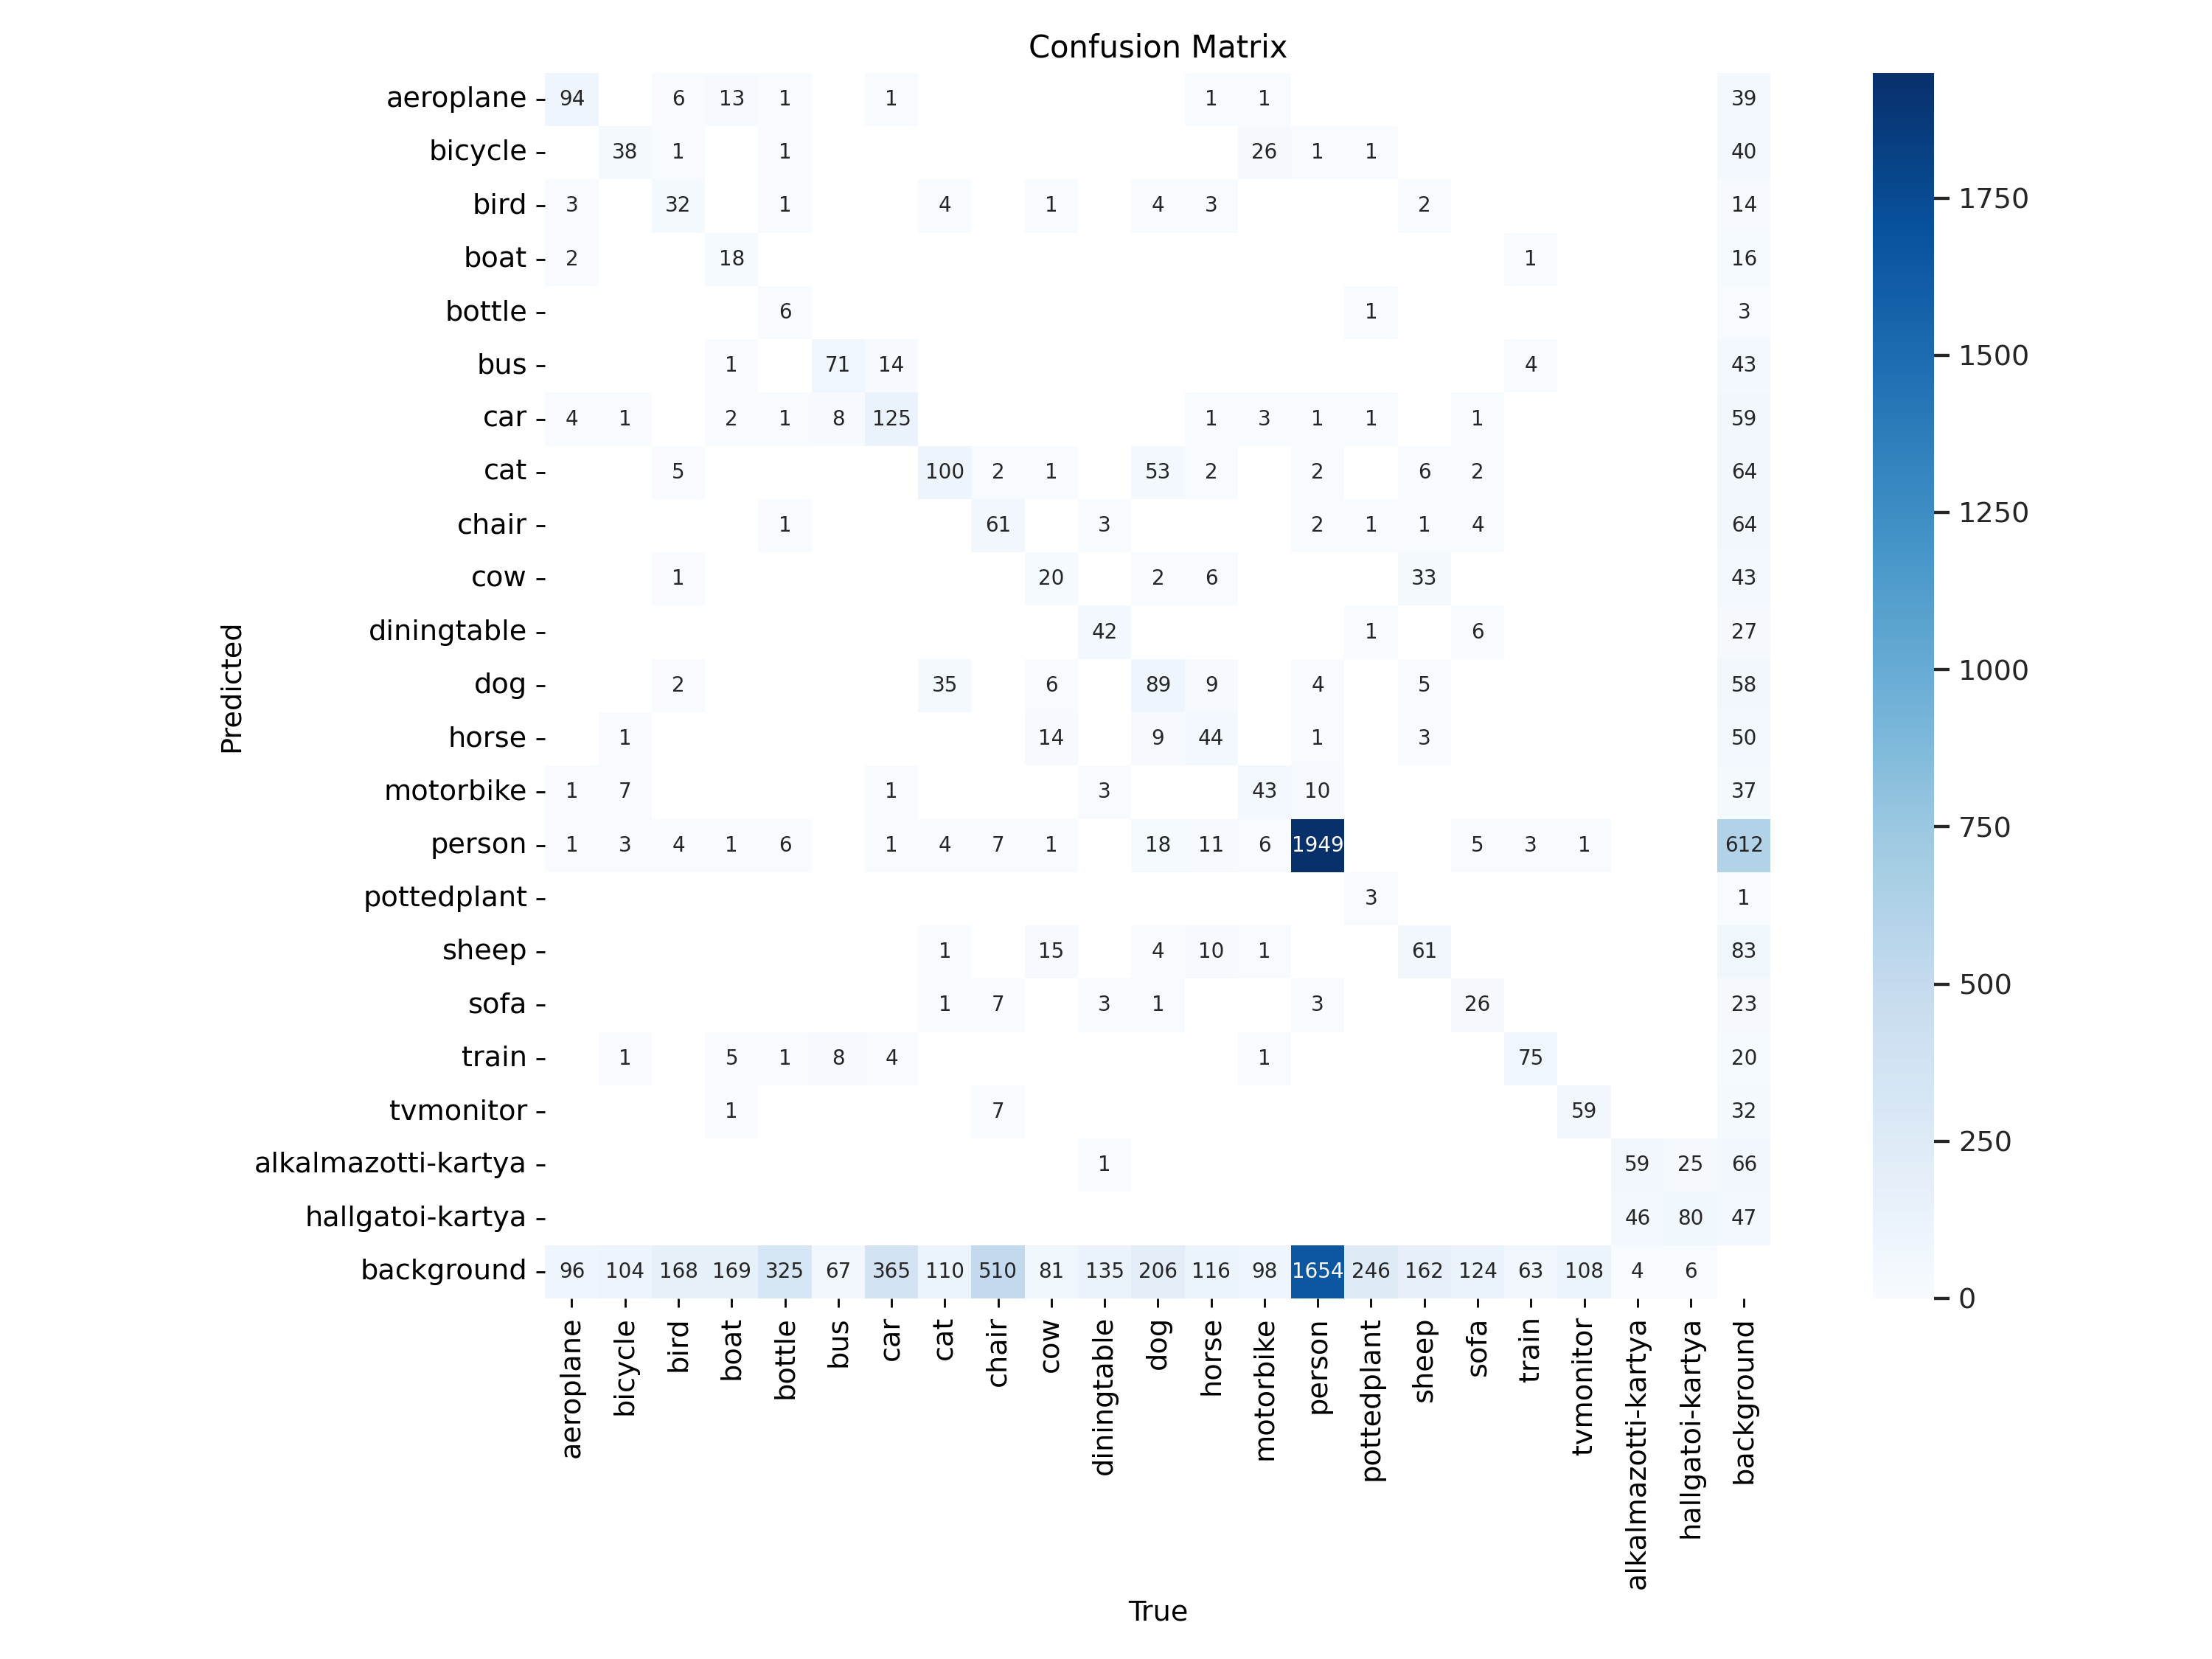 Confusion Matrix
aeroplane 94 6 13 1 1 1 1 39
bicycle 38 1 1 26 1 1 40
bird 3 32 1 4 1 4 3 2 14
boat 2 18 1 16
bottle 6 1 3
bus 1 71 14 4 43
car 4 1 2 1 8 125 1 3 1 1 1 59
cat 5 100 2 1 53 2 2 6 2 64
chair 1 61 3 2 1 1 4 64
cow 1 20 2 6 33 43
diningtable 42 1 6 27
dog 2 35 6 89 9 4 5 58
horse 1 14 9 44 1 3 50
motorbike 1 7 1 3 43 10 37
person 1 3 4 1 6 1 4 7 1 18 11 6 1949 5 3 1 612
pottedplant 3 1
sheep 1 15 4 10 1 61 83
sofa 1 7 3 1 3 26 23
train 1 5 1 8 4 1 75 20
tvmonitor 1 7 59 32
alkalmazotti-kartya 1 59 25 66
hallgatoi-kartya 46 80 47
background 96 104 168 169 325 67 365 110 510 81 135 206 116 98 1654 246 162 124 63 108 4 6
Predicted
aeroplane
bicycle
bird
boat
bottle
bus
car
cat
chair
cow
diningtable
dog
horse
motorbike
person
pottedplant
sheep
sofa
train
tvmonitor
alkalmazotti-kartya
hallgatoi-kartya
background
True
1750
1500
1250
1000
750
500
250
0